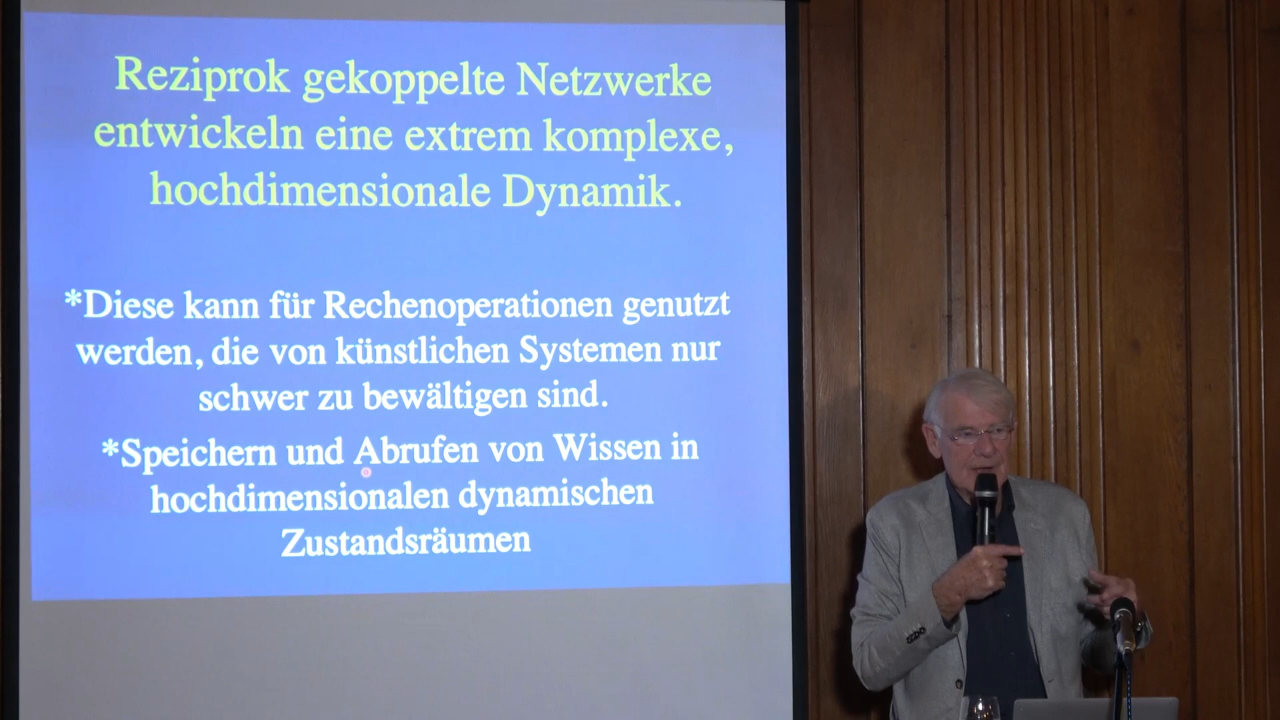 Reziprok gekoppelte Netzwerke
entwickeln eine extrem komplexe,
hochdimensionale Dynamik.
*Diese kann für Rechenoperationen genutzt
werden, die von künstlichen Systemen nur
schwer zu bewältigen sind.
*Speichern und Abrufen von Wissen in
hochdimensionalen dynamischen
Zustandsräumen